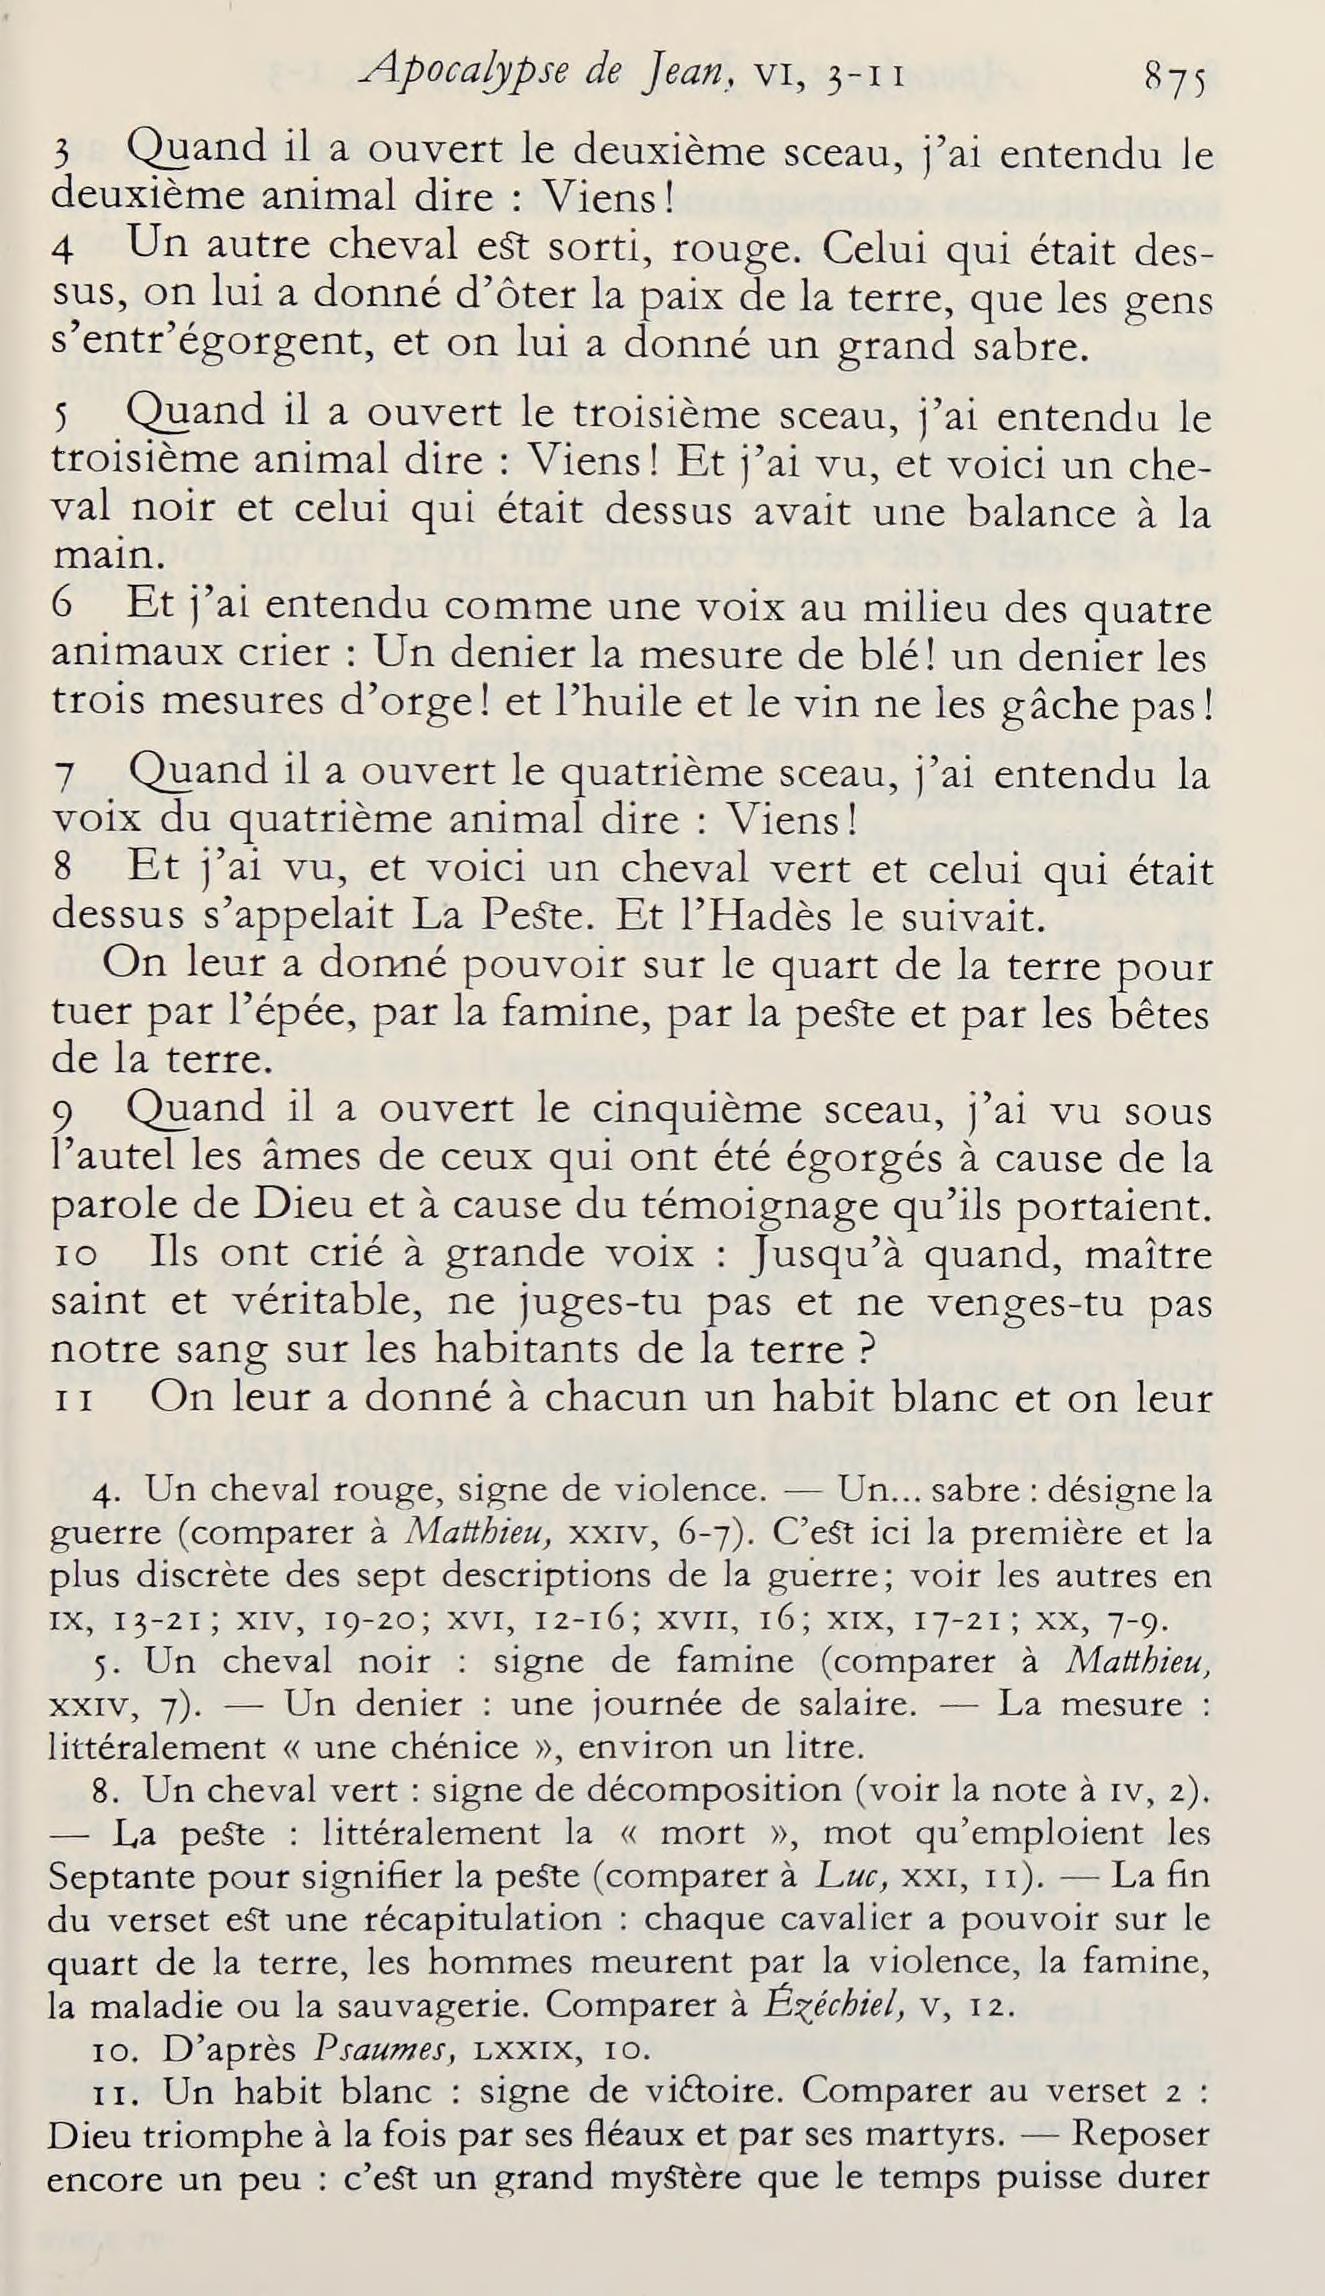 Apocalypse de Jean, VI, 3-11 875
3 Quand il a ouvert le deuxième sceau, j’ai entendu le
deuxième animal dire : Viens !
4 Un autre cheval est sorti, rouge. Celui qui était des-
sus, on lui a donné d’ôter la paix de la terre, que les gens
s’entr’égorgent, et on lui a donné un grand sabre.
5 Quand il a ouvert le troisième sceau, j’ai entendu le
troisième animal dire : Viens ! Et j’ai vu, et voici un che-
val noir et celui qui était dessus avait une balance à la
main.
6 Et j’ai entendu comme une voix au milieu des quatre
animaux crier : Un denier la mesure de blé ! un denier les
trois mesures d’orge ! et l’huile et le vin ne les gâche pas !
7 Quand il a ouvert le quatrième sceau, j’ai entendu la
voix du quatrième animal dire : Viens !
8 Et j’ai vu, et voici un cheval vert et celui qui était
dessus s’appelait La Peste. Et l’Hadès le suivait.
On leur a donné pouvoir sur le quart de la terre pour
tuer par l’épée, par la famine, par la peste et par les bêtes
de la terre.
9 Quand il a ouvert le cinquième sceau, j’ai vu sous
l’autel les âmes de ceux qui ont été égorgés à cause de la
parole de Dieu et à cause du témoignage qu’ils portaient.
10 Ils ont crié à grande voix : Jusqu’à quand, maître
saint et véritable, ne juges-tu pas et ne venges-tu pas
notre sang sur les habitants de la terre ?
11 On leur a donné à chacun un habit blanc et on leur
4. Un cheval rouge, signe de violence. — Un... sabre : désigne la
guerre (comparer à Matthieu, XXIV, 6-7). C’est ici la première et la
plus discrète des sept descriptions de la guerre; voir les autres en
IX, 13-21; XIV, 19-20; XVI, 12-16; XVII, 16; XIX, 17-21; XX, 7-9.
5. Un cheval noir : signe de famine (comparer à Matthieu,
XXIV, 7). — Un denier : une journée de salaire. — La mesure :
littéralement « une chénice », environ un litre.
8. Un cheval vert : signe de décomposition (voir la note à IV, 2).
— La peste : littéralement la « mort », mot qu’emploient les
Septante pour signifier la peste (comparer à Luc, XXI, 11). — La fin
du verset est une récapitulation : chaque cavalier a pouvoir sur le
quart de la terre, les hommes meurent par la violence, la famine,
la maladie ou la sauvagerie. Comparer à Ézéchiel, V, 12.
10. D’après Psaumes, LXXIX, 10.
11. Un habit blanc : signe de victoire. Comparer au verset 2 :
Dieu triomphe à la fois par ses fléaux et par ses martyrs. — Reposer
encore un peu : c’est un grand mystère que le temps puisse durer